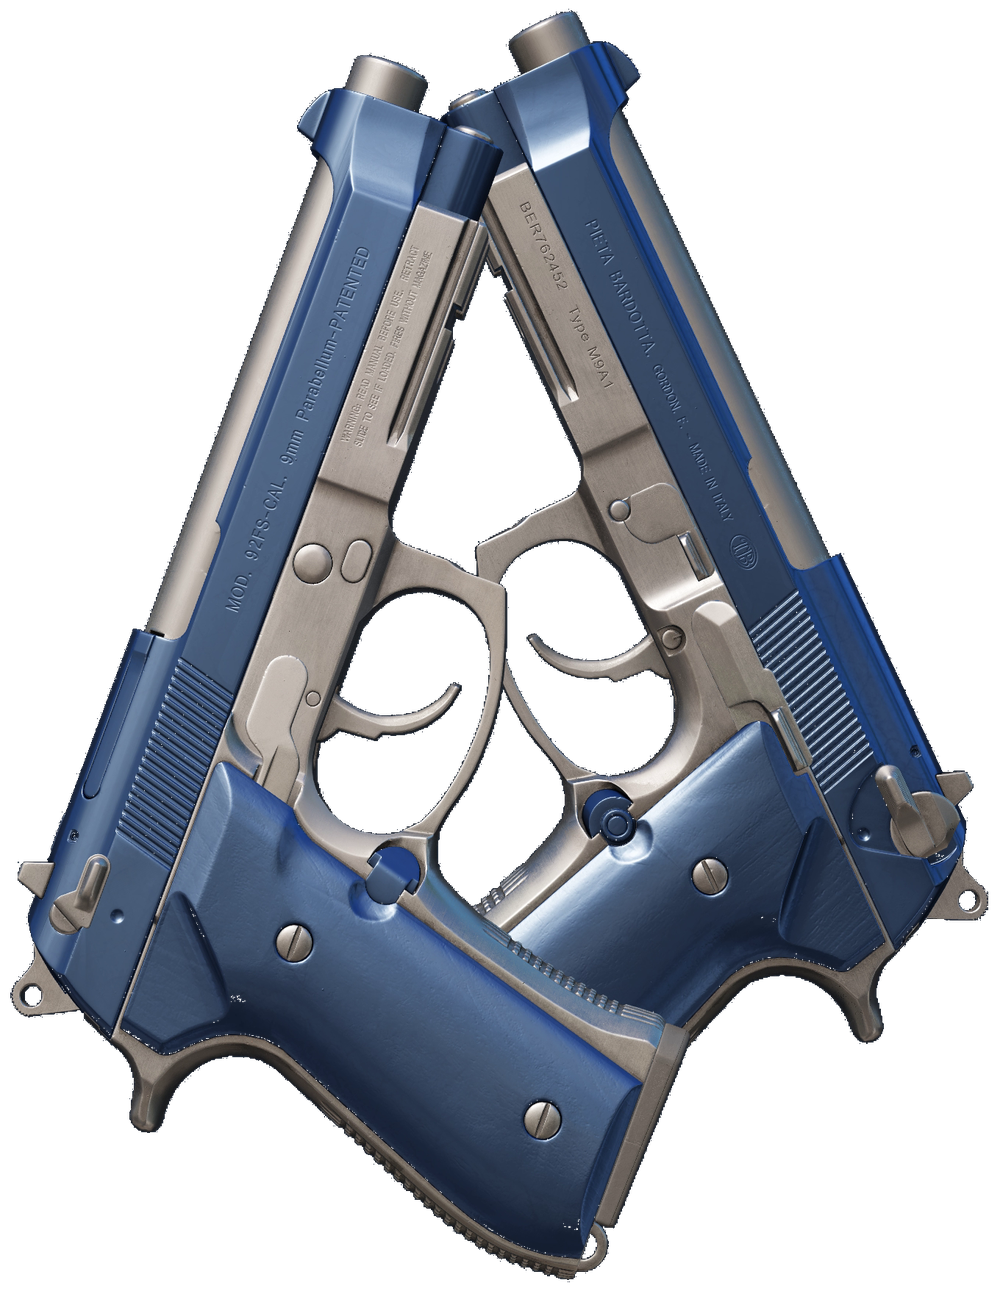 MOD. 92FS-CAL. 9mm Parabellum-PATENTED
WARNING: READ MANUAL BEFORE USE. RETRACT
SLIDE TO SEE IF LOADED. FIRES WITHOUT MAGAZINE
BER762452 Type M9A1
PIETA BARDOTTA, GORDON, - MADE IN ITALY